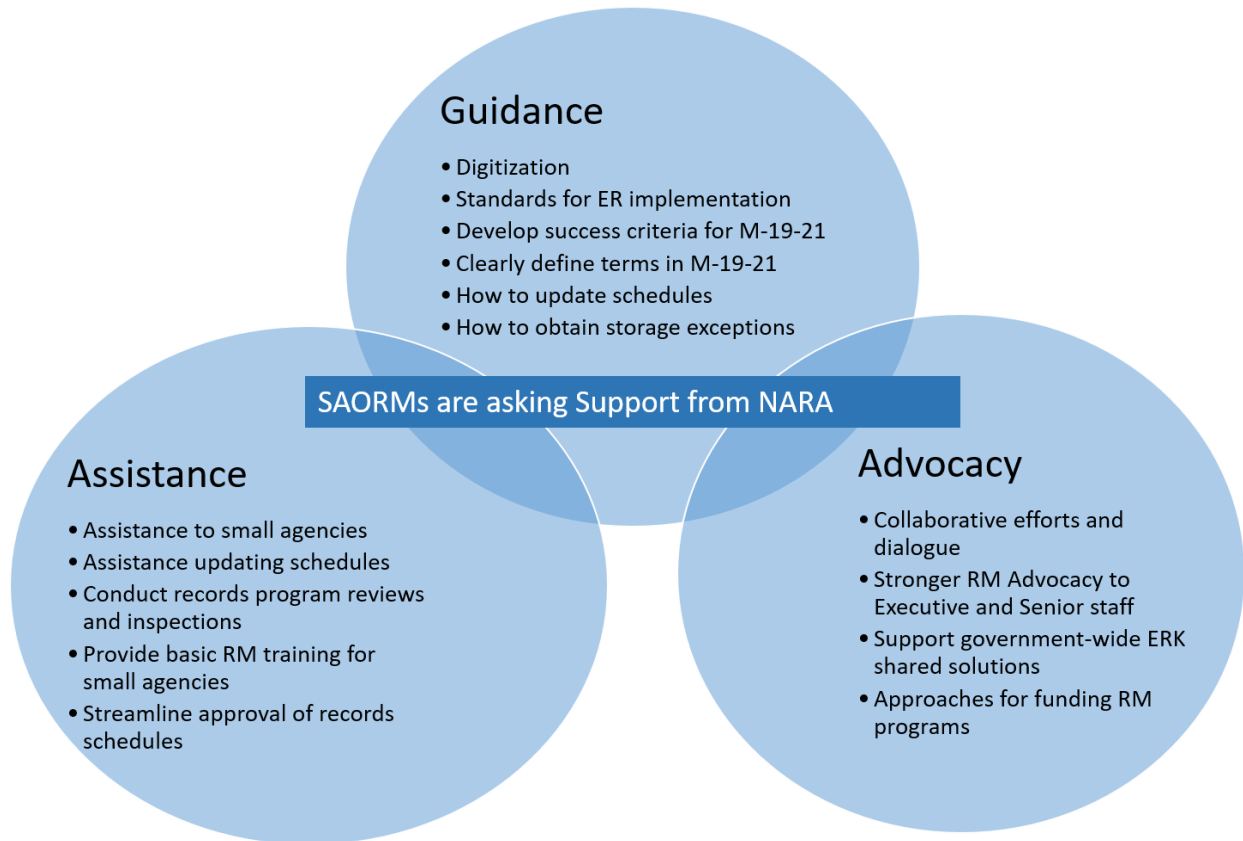 Guidance
• Digitization
• Standards for ER implementation
• Develop success criteria for M-19-21
• Clearly define terms in M-19-21
• How to update schedules
• How to obtain storage exceptions
SAORMs are asking Support from NARA
Assistance
• Assistance to small agencies
• Assistance updating schedules
• Conduct records program reviews
and inspections
• Provide basic RM training for
small agencies
• Streamline approval of records
schedules
Advocacy
• Collaborative efforts and
dialogue
• Stronger RM Advocacy to
Executive and Senior staff
• Support government-wide ERK
shared solutions
• Approaches for funding RM
programs